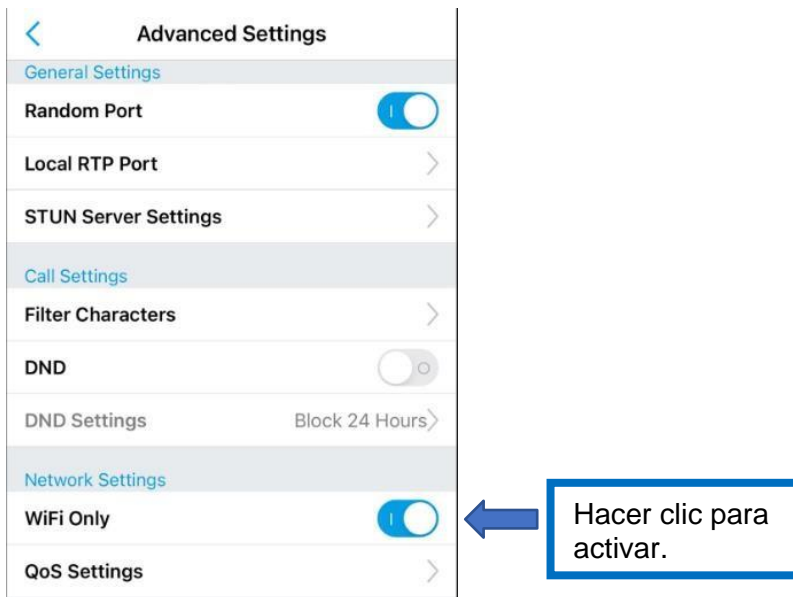 Advanced Settings
General Settings
Random Port
Local RTP Port
STUN Server Settings
Call Settings
Filter Characters
DND
DND Settings Block 24 Hours
Network Settings
WiFi Only
Hacer clic para
activar.
QoS Settings